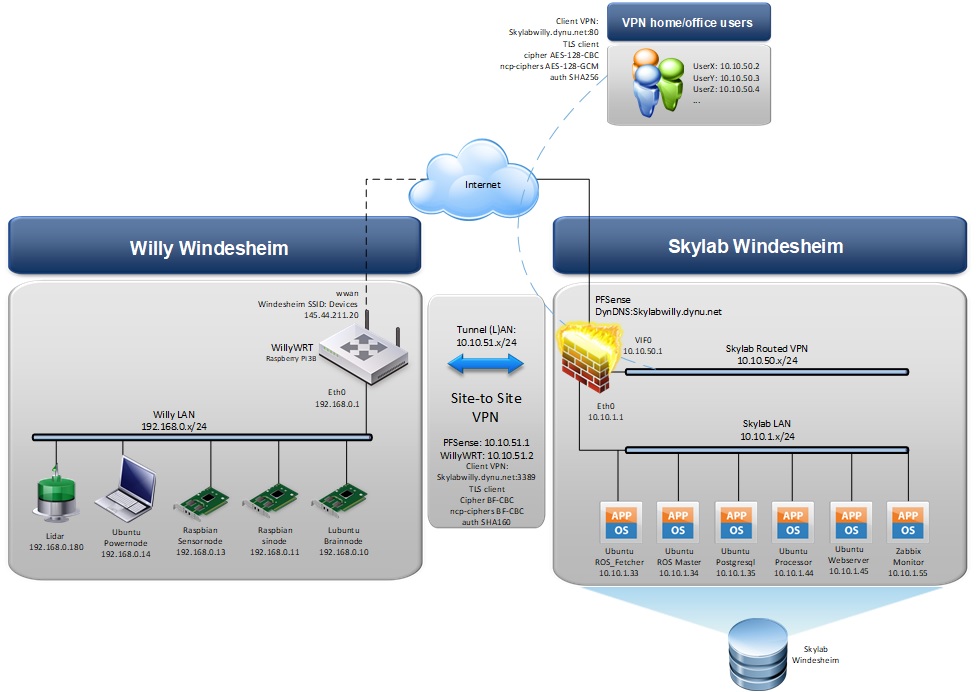 Client VPN:
Skylabwilly.dynu.net:80
TLS client
cipher AES-128-CBC
ncp-ciphers AES-128-GCM
auth SHA256
VPN home/office users
UserX: 10.10.50.2
UserY: 10.10.50.3
UserZ: 10.10.50.4
...
Internet
Willy Windesheim
Skylab Windesheim
wwan
Windesheim SSID: Devices
145.44.211.20
WillyWRT
Raspberry Pi3B
Eth0
192.168.0.1
Willy LAN
192.168.0.x/24
Lidar
192.168.0.180
Ubuntu
Powernode
192.168.0.14
Raspbian
Sensornode
192.168.0.13
Raspbian
sinode
192.168.0.11
Lubuntu
Brainnode
192.168.0.10
Tunnel (L)AN:
10.10.51.x/24
Site-to Site
VPN
PFSense: 10.10.51.1
WillyWRT: 10.10.51.2
Client VPN:
Skylabwilly.dynu.net:3389
TLS client
Cipher BF-CBC
ncp-ciphers BF-CBC
auth SHA160
PFSense
DynDNS:Skylabwilly.dynu.net
VIF0
10.10.50.1
Skylab Routed VPN
10.10.50.x/24
Eth0
10.10.1.1
Skylab LAN
10.10.1.x/24
APP
OS
Ubuntu
ROS_Fetcher
10.10.1.33
APP
OS
Ubuntu
ROS Master
10.10.1.34
APP
OS
Ubuntu
Postgresql
10.10.1.35
APP
OS
Ubuntu
Processor
10.10.1.44
APP
OS
Ubuntu
Webserver
10.10.1.45
APP
OS
Zabbix
Monitor
10.10.1.55
Skylab
Windesheim